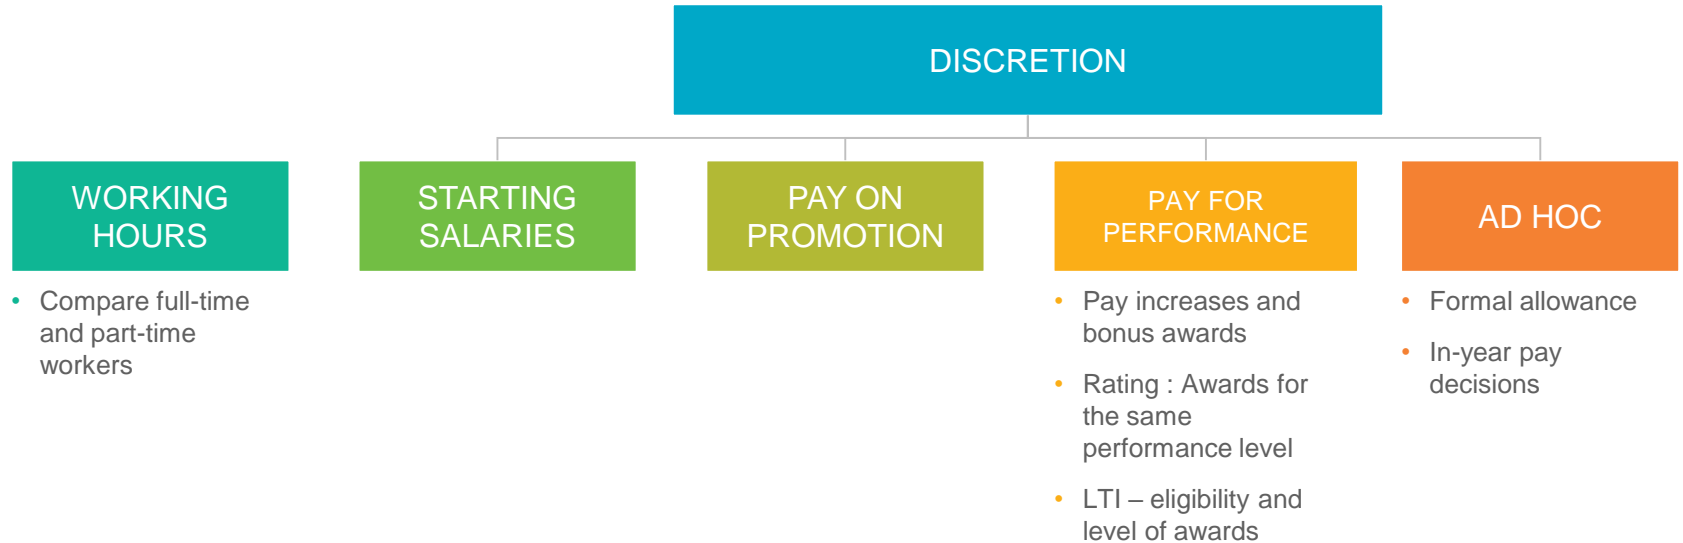 DISCRETION
WORKING
HOURS
• Compare full-time
and part-time
workers
STARTING
SALARIES
PAY ON
PROMOTION
PAY FOR
PERFORMANCE
• Pay increases and
bonus awards
• Rating : Awards for
the same
performance level
• LTI – eligibility and
level of awards
AD HOC
• Formal allowance
• In-year pay
decisions